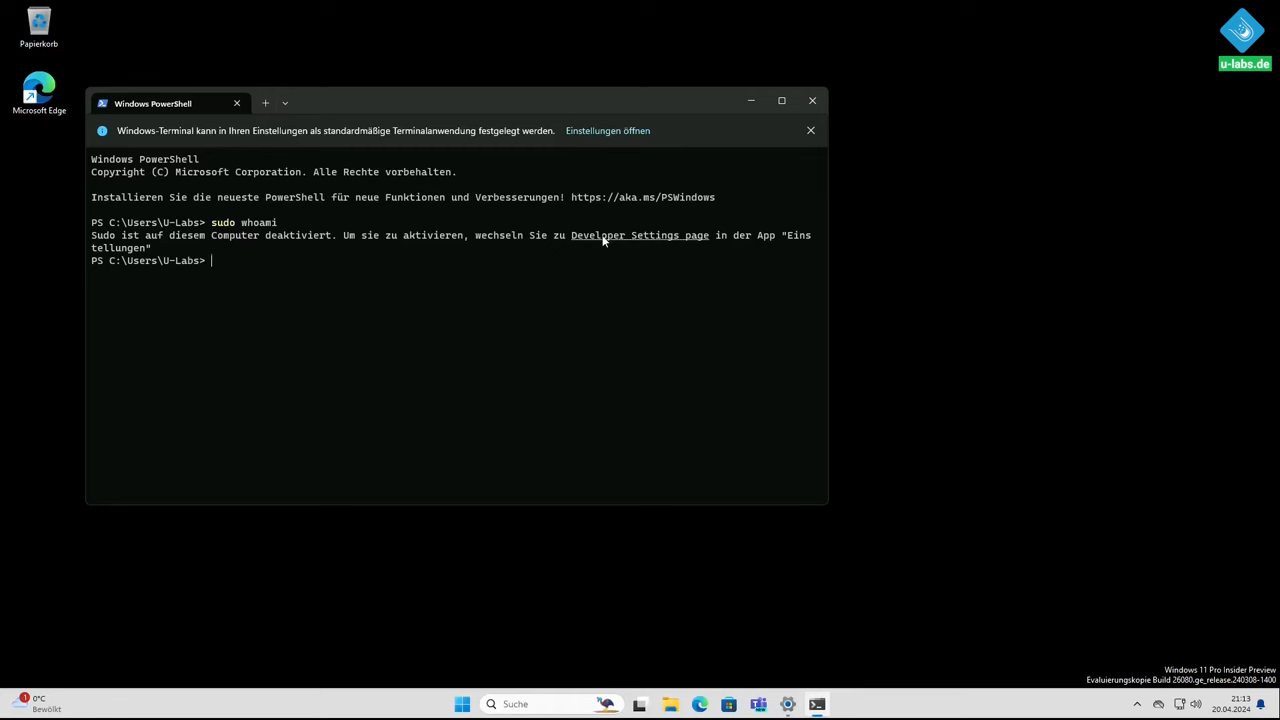 Papierkorb
u-labs.de
Microsoft Edge
Windows PowerShell
Windows-Terminal kann in Ihren Einstellungen als standardmäßige Terminalanwendung festgelegt werden. Einstellungen öffnen
Windows PowerShell
Copyright (C) Microsoft Corporation. Alle Rechte vorbehalten.
Installieren Sie die neueste PowerShell für neue Funktionen und Verbesserungen! https://aka.ms/PSWindows
PS C:\Users\U-Labs> sudo whoami
Sudo ist auf diesem Computer deaktiviert. Um sie zu aktivieren, wechseln Sie zu Developer Settings page in der App "Eins
tellungen"
PS C:\Users\U-Labs>
Windows 11 Pro Insider Preview
Evaluierungskopie Build 26080.ge_release.240308-1400
1
0°C
Bewölkt
Suche
21:13
20.04.2024